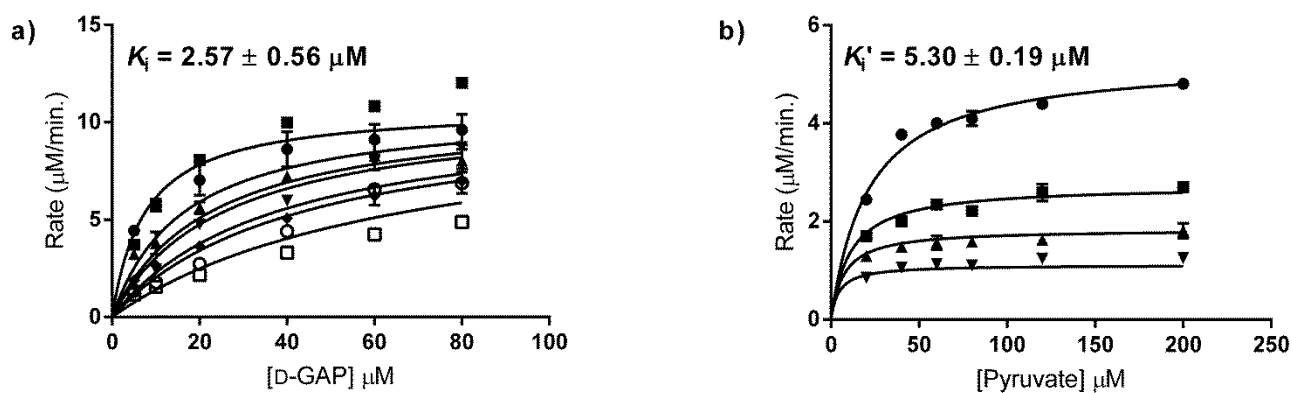 a)
Kᵢ = 2.57 ± 0.56 µM
Rate (µM/min.)
15
10
5
0
0 20 40 60 80 100
[D-GAP] µM
b)
Kᵢ' = 5.30 ± 0.19 µM
Rate (µM/min.)
6
4
2
0
0 50 100 150 200 250
[Pyruvate] µM